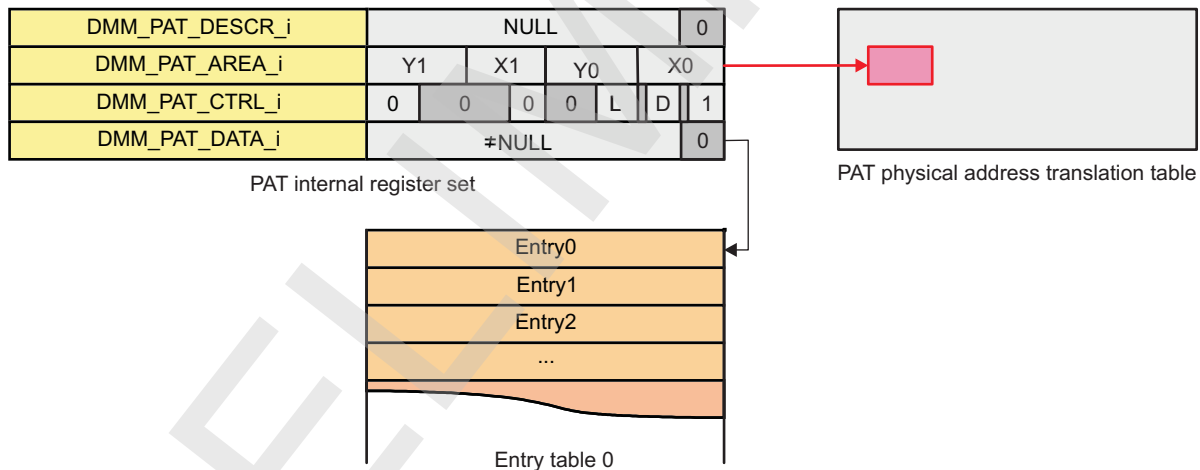 DMM_PAT_DESCR_i NULL 0
DMM_PAT_AREA_i Y1 X1 Y0 X0
DMM_PAT_CTRL_i 0 0 0 0 L D 1
DMM_PAT_DATA_i ≠NULL 0
PAT internal register set
PAT physical address translation table
Entry0
Entry1
Entry2
...
Entry table 0